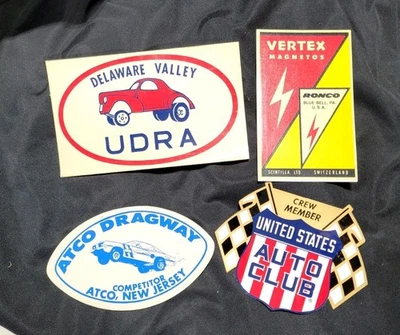 DELAWARE VALLEY
UDRA
VERTEX
MAGNETOS
RONCO
BLUE BELL, PA.
U.S.A.
SCINTILLA, LTD. SWITZERLAND
ATCO DRAGWAY
COMPETITOR
ATCO, NEW JERSEY
CREW
MEMBER
UNITED STATES
AUTO
CLUB